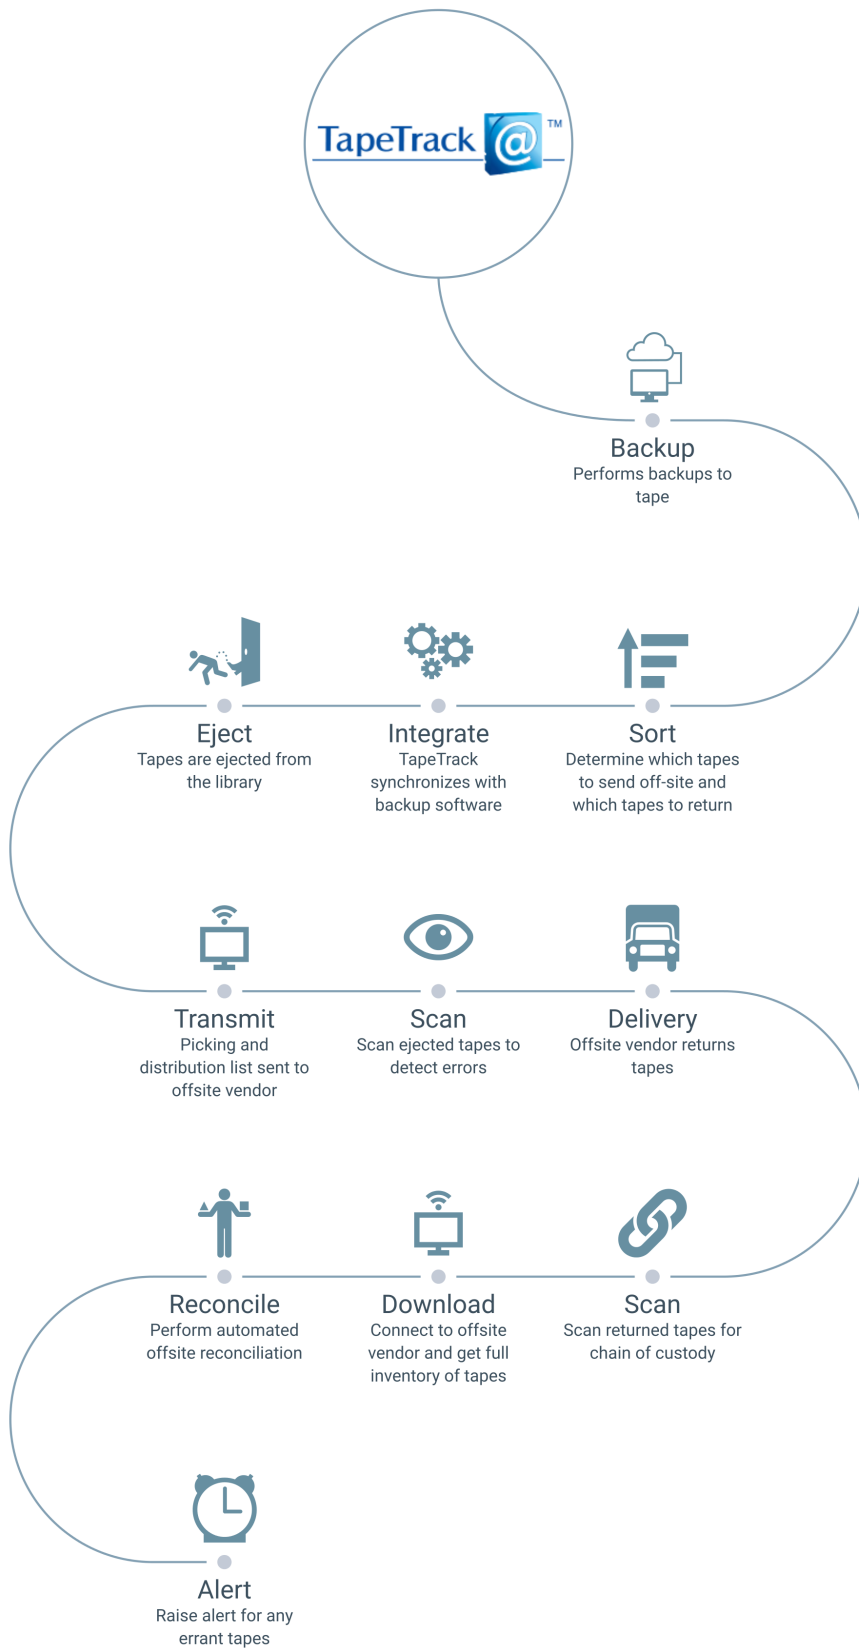 TapeTrack @ ™
Backup
Performs backups to
tape
Eject
Tapes are ejected from
the library
Integrate
TapeTrack
synchronizes with
backup software
Sort
Determine which tapes
to send off-site and
which tapes to return
Transmit
Picking and
distribution list sent to
offsite vendor
Scan
Scan ejected tapes to
detect errors
Delivery
Offsite vendor returns
tapes
Reconcile
Perform automated
offsite reconciliation
Download
Connect to offsite
vendor and get full
inventory of tapes
Scan
Scan returned tapes for
chain of custody
Alert
Raise alert for any
errant tapes